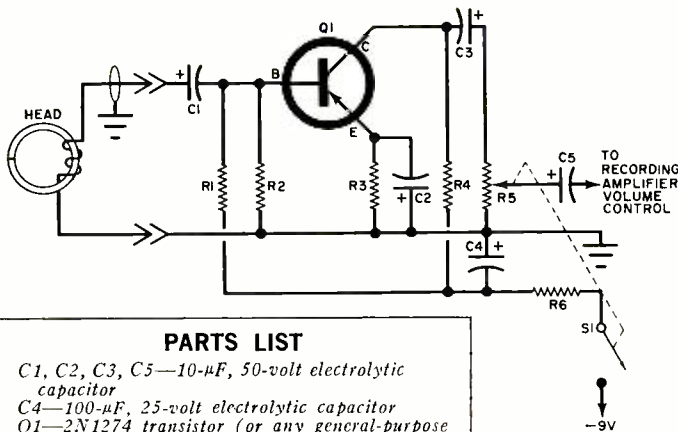 Q1
C
B
E
+
C3
+
C1
HEAD
R1
R2
R3
+
C2
R4
R5
+
C5
TO
RECORDING
AMPLIFIER
VOLUME
CONTROL
C4
+
R6
S1
−9V
PARTS LIST
C1, C2, C3, C5—10-µF, 50-volt electrolytic
capacitor
C4—100-µF, 25-volt electrolytic capacitor
Q1—2N1274 transistor (or any general-purpose